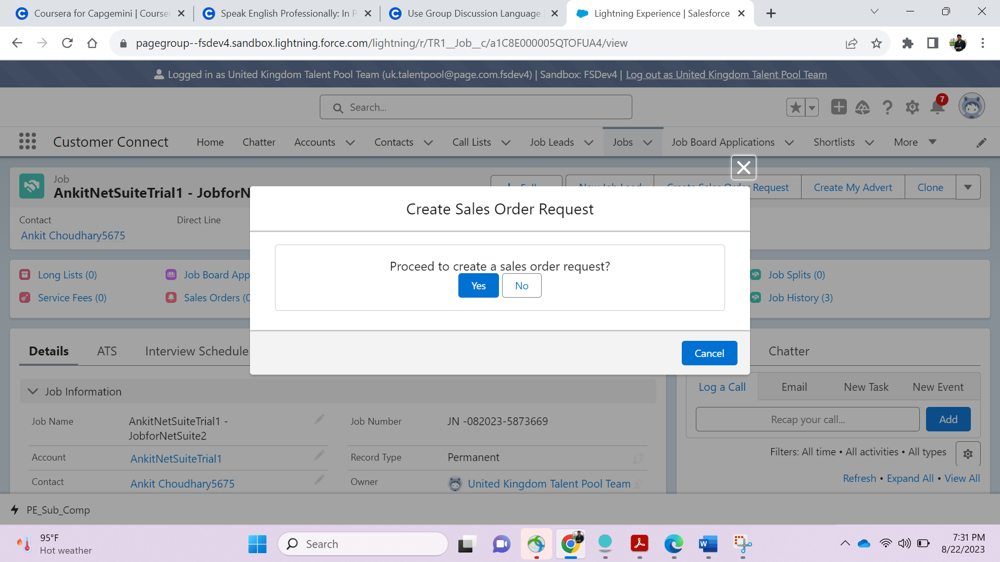 Coursera for Capgemini | Courser
Speak English Professionally: In P
Use Group Discussion Language
Lightning Experience | Salesforce
pagegroup--fsdev4.sandbox.lightning.force.com/lightning/r/TR1__Job__c/a1C8E000005QTOFUA4/view
Logged in as United Kingdom Talent Pool Team (uk.talentpool@page.com.fsdev4) | Sandbox: FSDev4 | Log out as United Kingdom Talent Pool Team
Search...
7
Customer Connect Home Chatter Accounts Contacts Call Lists Job Leads Jobs Job Board Applications Shortlists More
Job
AnkitNetSuiteTrial1 - JobforN
New Job Lead Create Sales Order Request Create My Advert Clone
Contact Direct Line
Ankit Choudhary5675
Create Sales Order Request
Proceed to create a sales order request?
Yes No
Cancel
Long Lists (0) Job Board App Job Splits (0)
Service Fees (0) Sales Orders (0 Job History (3)
Details ATS Interview Schedule Chatter
Job Information
Log a Call Email New Task New Event
Recap your call... Add
Job Name AnkitNetSuiteTrial1 -
JobforNetSuite2
Job Number JN -082023-5873669
Account AnkitNetSuiteTrial1 Record Type Permanent
Contact Ankit Choudhary5675 Owner United Kingdom Talent Pool Team
Filters: All time • All activities • All types
Refresh • Expand All • View All
PE_Sub_Comp
95°F
Hot weather
Search
7:31 PM
8/22/2023